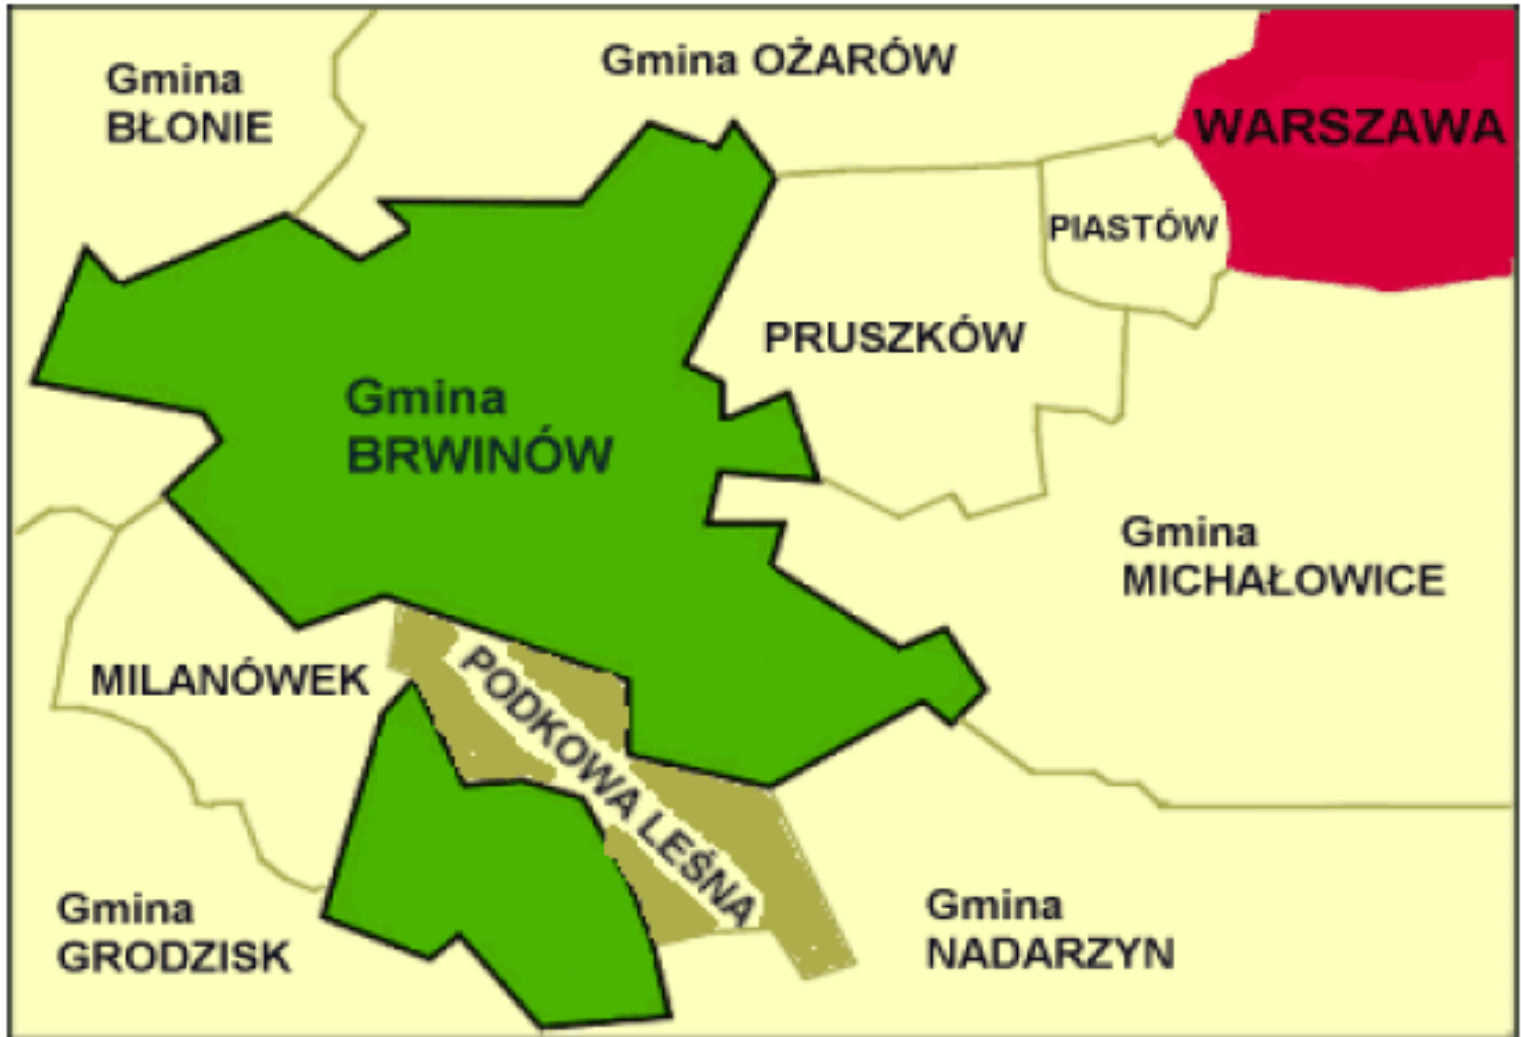 Gmina
BŁONIE
Gmina OŻARÓW
WARSZAWA
PIASTÓW
PRUSZKÓW
Gmina
BRWINÓW
Gmina
MICHAŁOWICE
MILANÓWEK
PODKOWA LEŚNA
Gmina
GRODZISK
Gmina
NADARZYN